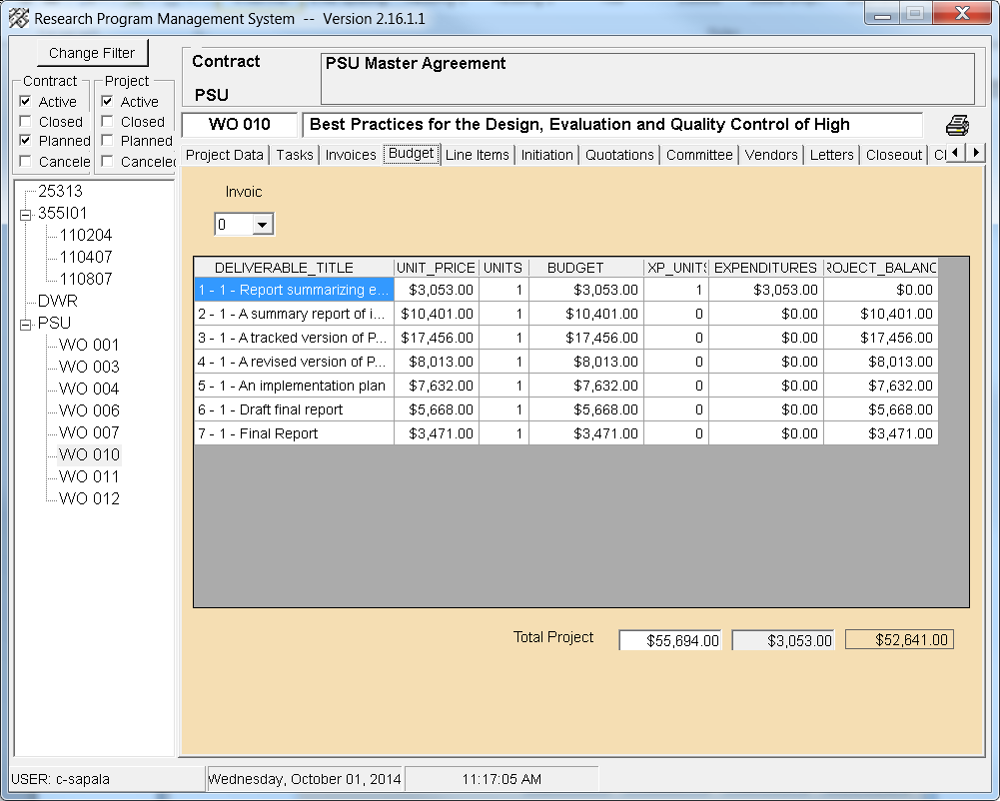 Research Program Management System -- Version 2.16.1.1
Change Filter
Contract Project
Active Active
Closed Closed
Planned Planned
Cancele Canceled
Contract PSU Master Agreement
PSU
WO 010 Best Practices for the Design, Evaluation and Quality Control of High
Project Data Tasks Invoices Budget Line Items Initiation Quotations Committee Vendors Letters Closeout
25313
355I01
110204
110407
110807
DWR
PSU
WO 001
WO 003
WO 004
WO 006
WO 007
WO 010
WO 011
WO 012
Invoic
0
DELIVERABLE_TITLE UNIT_PRICE UNITS BUDGET XP_UNITS EXPENDITURES ROJECT_BALANC
1 - 1 - Report summarizing e... $3,053.00 1 $3,053.00 1 $3,053.00 $0.00
2 - 1 - A summary report of i... $10,401.00 1 $10,401.00 0 $0.00 $10,401.00
3 - 1 - A tracked version of P... $17,456.00 1 $17,456.00 0 $0.00 $17,456.00
4 - 1 - A revised version of P... $8,013.00 1 $8,013.00 0 $0.00 $8,013.00
5 - 1 - An implementation plan $7,632.00 1 $7,632.00 0 $0.00 $7,632.00
6 - 1 - Draft final report $5,668.00 1 $5,668.00 0 $0.00 $5,668.00
7 - 1 - Final Report $3,471.00 1 $3,471.00 0 $0.00 $3,471.00
Total Project $55,694.00 $3,053.00 $52,641.00
USER: c-sapala Wednesday, October 01, 2014 11:17:05 AM